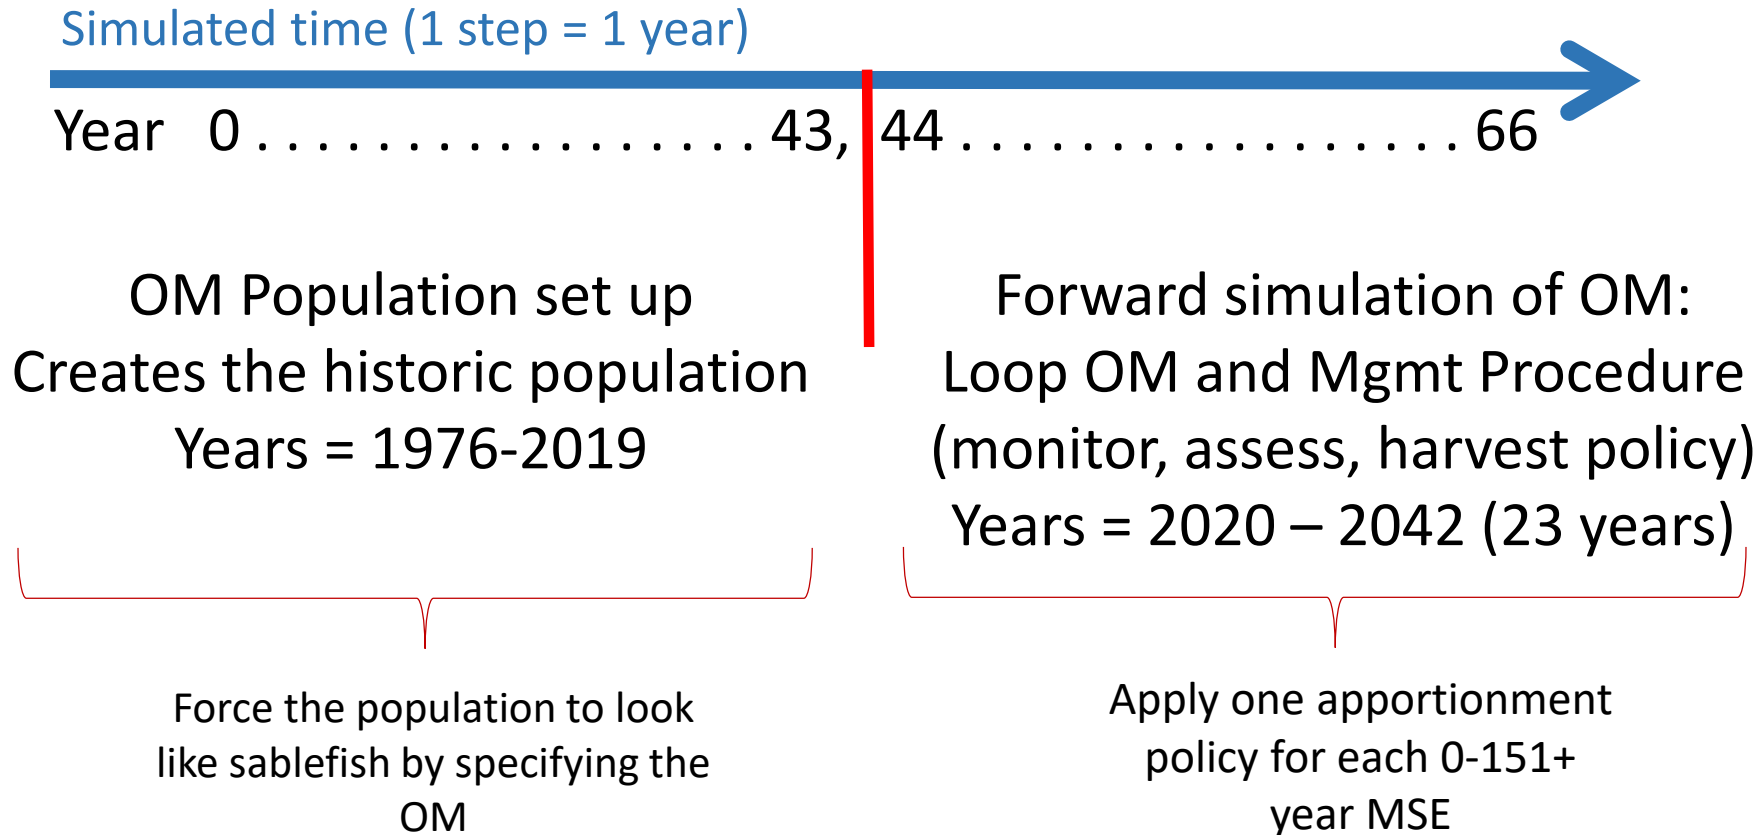 Simulated time (1 step = 1 year)
Year 0 . . . . . . . . . . . . . . . . . 43, 44 . . . . . . . . . . . . . . . . . 66
OM Population set up
Creates the historic population
Years = 1976-2019
Forward simulation of OM:
Loop OM and Mgmt Procedure
(monitor, assess, harvest policy)
Years = 2020 – 2042 (23 years)
Force the population to look
like sablefish by specifying the
OM
Apply one apportionment
policy for each 0-151+
year MSE